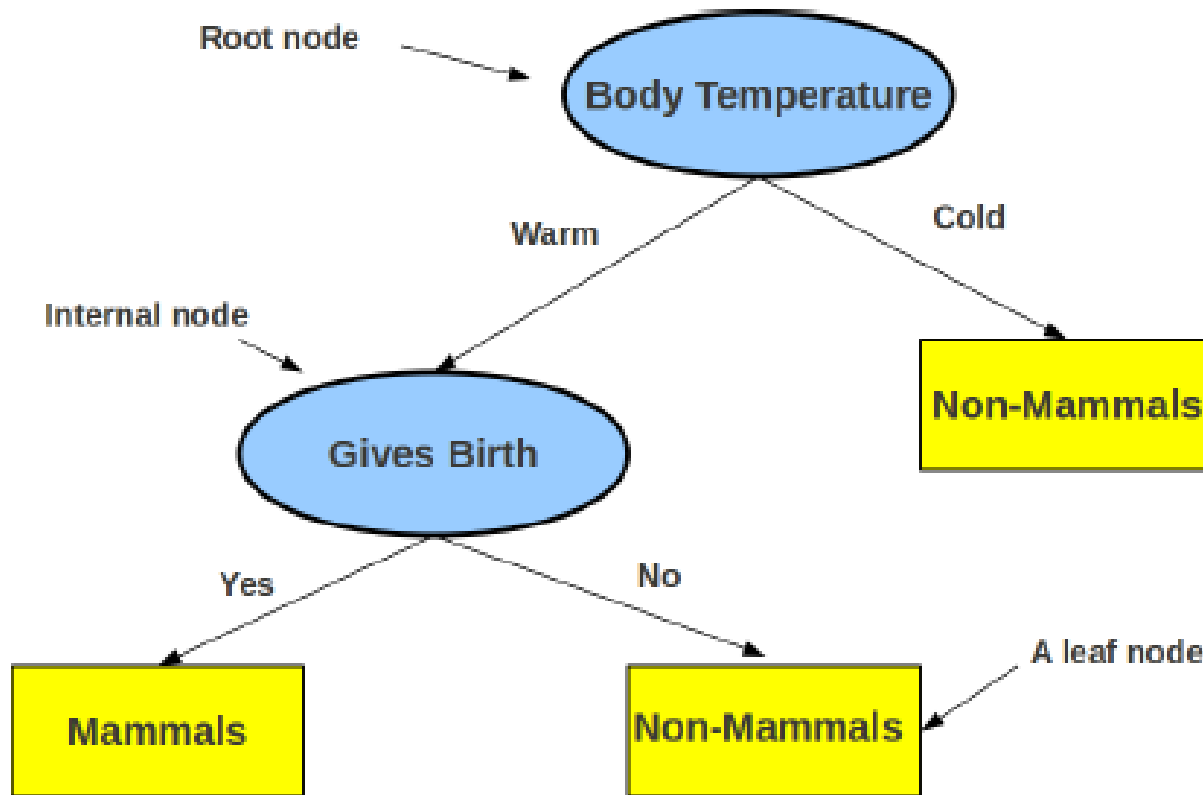 Root node
Body Temperature
Warm
Cold
Internal node
Non-Mammals
Gives Birth
Yes
No
A leaf node
Mammals
Non-Mammals